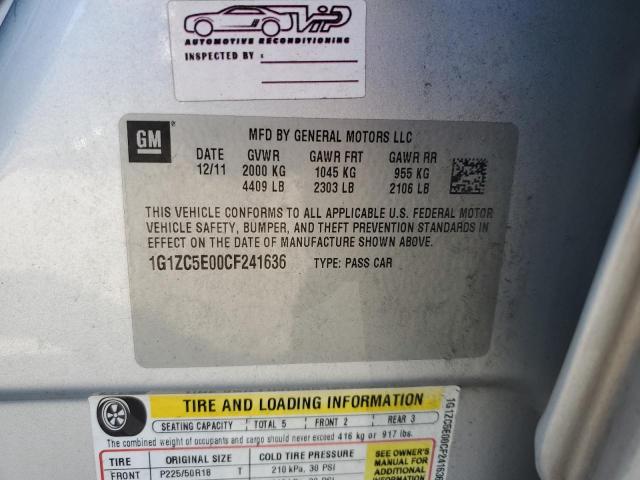 VIP
AUTOMOTIVE RECONDITIONING
INSPECTED BY
GM
MFD BY GENERAL MOTORS LLC
DATE GVWR GAWR FRT GAWR RR
12/11 2000 KG 1045 KG 955 KG
4409 LB 2303 LB 2106 LB
THIS VEHICLE CONFORMS TO ALL APPLICABLE U.S. FEDERAL MOTOR
VEHICLE SAFETY, BUMPER, AND THEFT PREVENTION STANDARDS IN
EFFECT ON THE DATE OF MANUFACTURE SHOWN ABOVE.
1G1ZC5E00CF241636 TYPE: PASS CAR
TIRE AND LOADING INFORMATION
SEATING CAPACITY TOTAL 5 FRONT 2 REAR 3
The combined weight of occupants and cargo should never exceed 416 kg or 917 lbs.
TIRE ORIGINAL SIZE COLD TIRE PRESSURE
FRONT P225/50R18 T 210 kPa, 30 PSI
SEE OWNER'S
MANUAL FOR
ADDITIONAL
INFORMATION
1G1ZC5E00CF241636